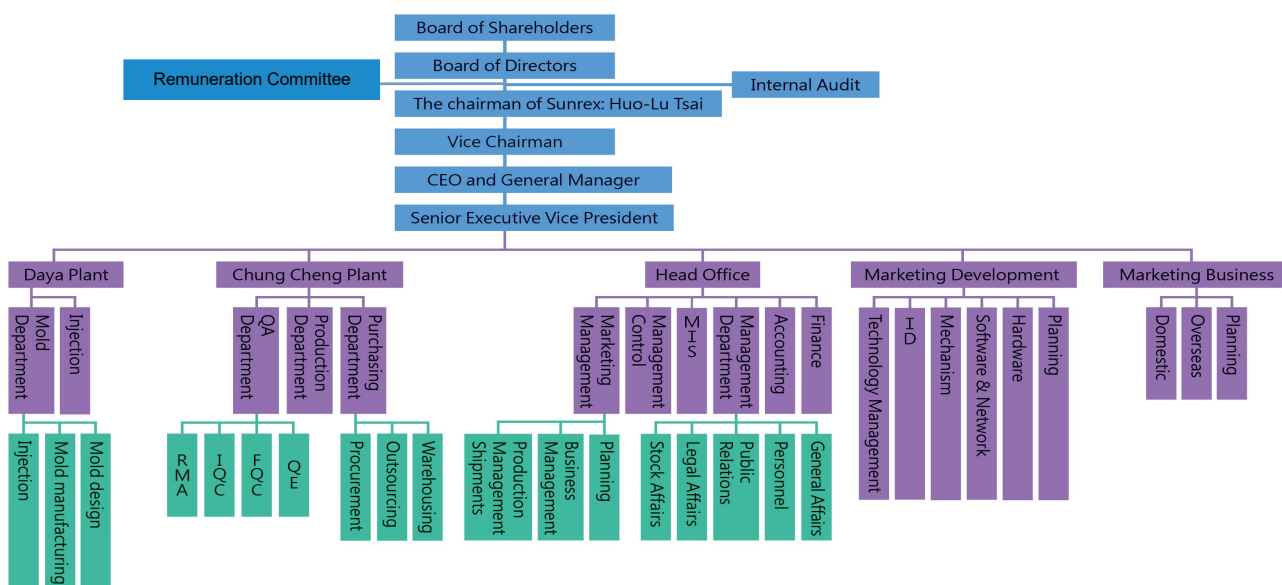 Board of Shareholders
Board of Directors
Remuneration Committee
Internal Audit
The chairman of Sunrex: Huo-Lu Tsai
Vice Chairman
CEO and General Manager
Senior Executive Vice President
Daya Plant
Chung Cheng Plant
Head Office
Marketing Development
Marketing Business
Mold
Department
Injection
QA
Department
Production
Department
Purchasing
Department
Marketing
Management
Management
Control
MIS
Management
Department
Accounting
Finance
Technology Management
ID
Mechanism
Software & Network
Hardware
Planning
Domestic
Overseas
Planning
Injection
Mold manufacturing
Mold design
RMA
IQC
FQC
QE
Procurement
Outsourcing
Warehousing
Production
Management
Shipments
Business
Management
Planning
Stock Affairs
Legal Affairs
Public
Relations
Personnel
General Affairs